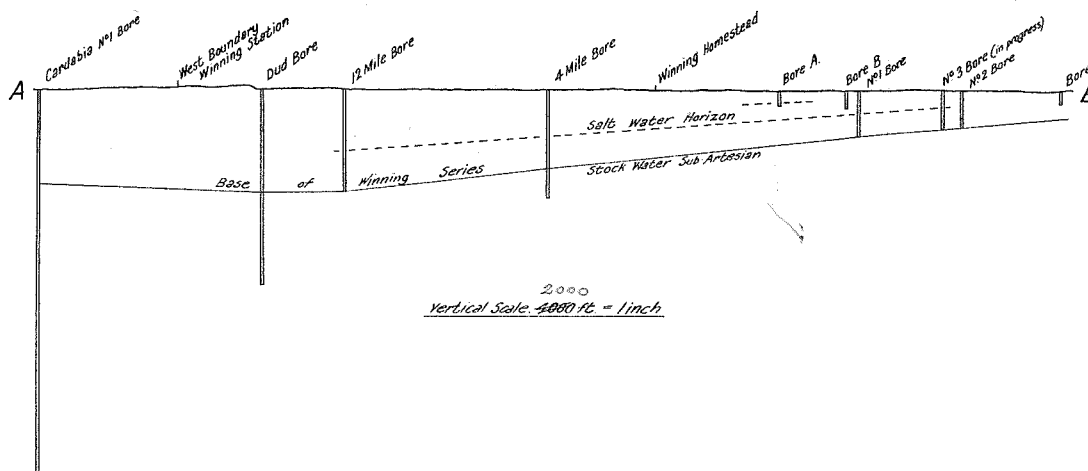 Cardabia No1 Bore
West Boundary
Winning Station
Dud Bore
12 Mile Bore
4 Mile Bore
Winning Homestead
Bore A.
Bore B
No1 Bore
No3 Bore (in progress)
No2 Bore
Bore
A
Salt Water Horizon
Base of Winning Series
Stock Water Sub Artesian
2000
Vertical Scale. 4000 ft. = 1 inch